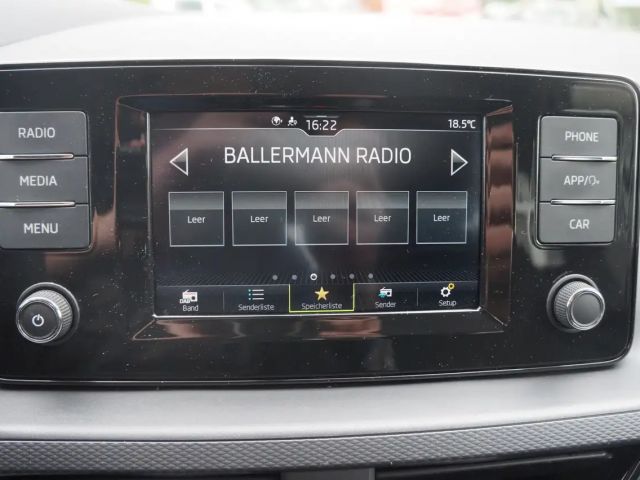 RADIO
MEDIA
MENU
16:22
18.5°C
BALLERMANN RADIO
Leer
Leer
Leer
Leer
Leer
DAB
Band
Senderliste
Speicherliste
Sender
Setup
PHONE
APP/
CAR